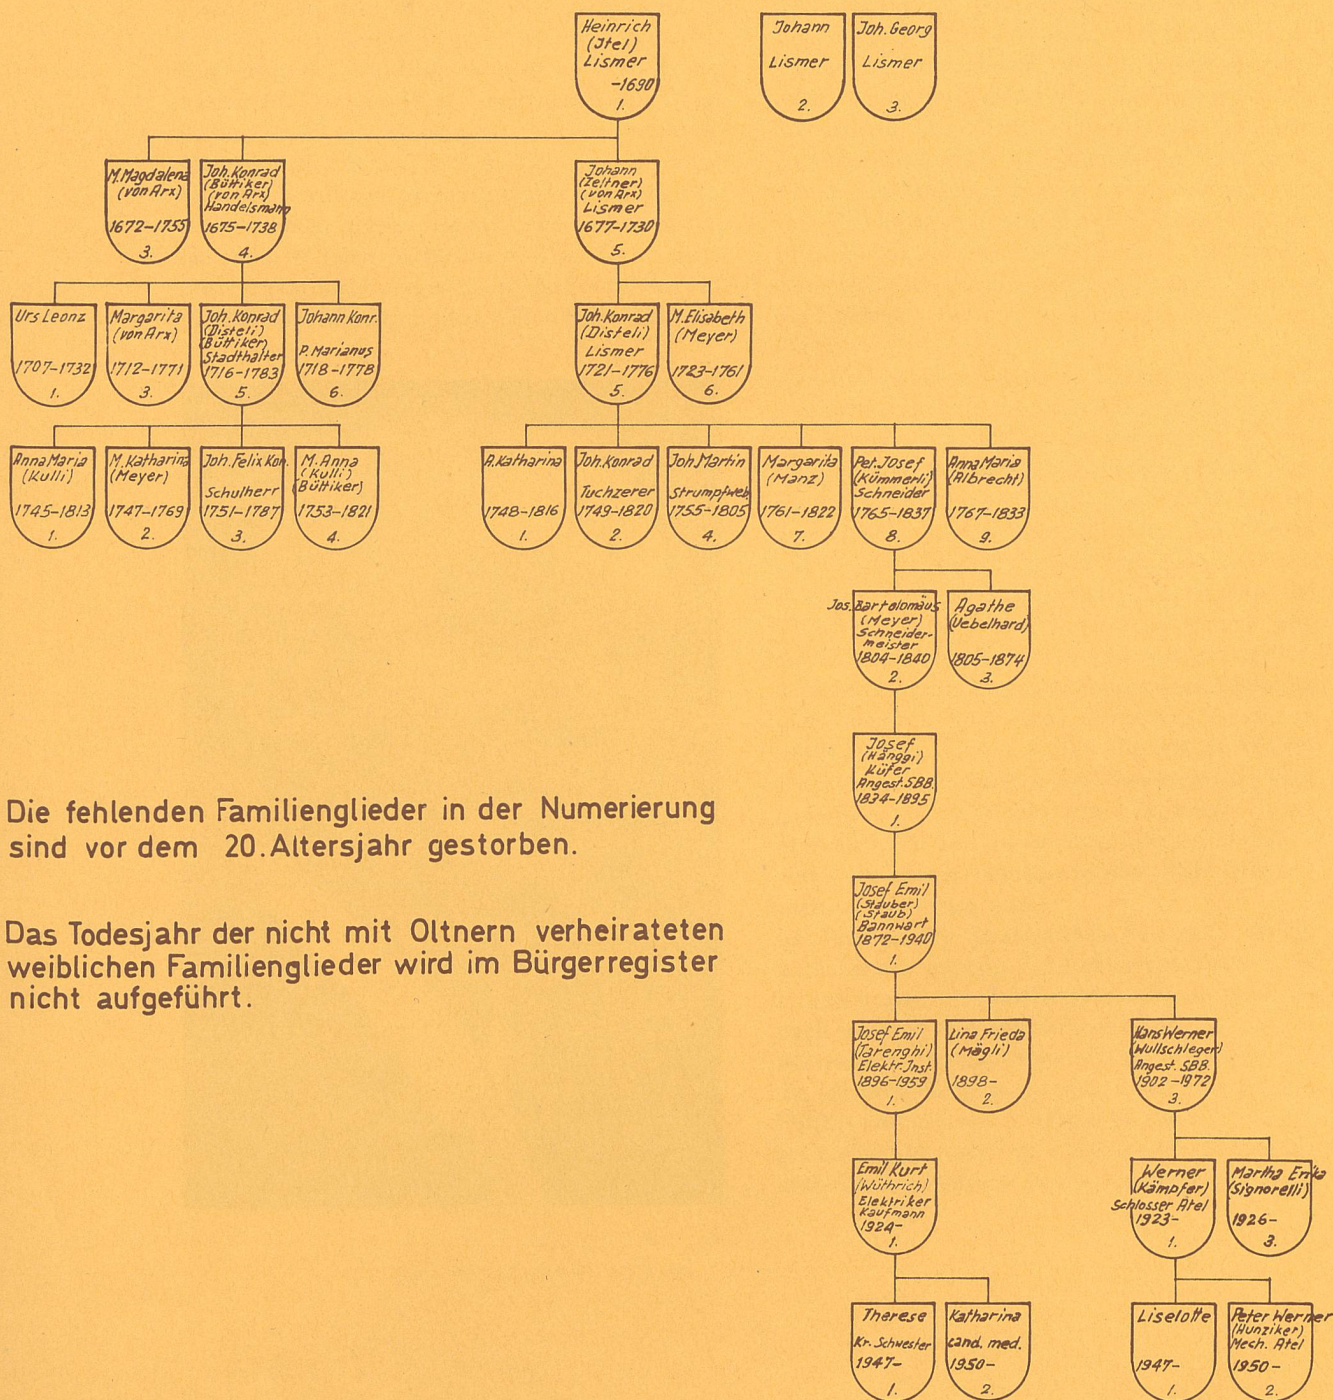 Heinrich
(Jtel)
Lismer
-1690
1.
Johann
Lismer
2.
Joh. Georg
Lismer
3.
M. Magdalena
(von Arx)
1672-1755
3.
Joh. Konrad
(Büttiker)
(von Arx)
Handelsmann
1675-1738
4.
Johann
(Zeltner)
(von Arx)
Lismer
1677-1730
5.
Urs Leonz
1707-1732
1.
Margarita
(von Arx)
1712-1771
3.
Joh. Konrad
(Disteli)
(Büttiker)
Stadthalter
1716-1783
5.
Johann Konr.
P. Marianus
1718-1778
6.
Joh. Konrad
(Disteli)
Lismer
1721-1776
5.
M. Elisabeth
(Meyer)
1723-1761
6.
Anna Maria
(Kulli)
1745-1813
1.
M. Katharina
(Meyer)
1747-1769
2.
Joh. Felix Kon.
Schulherr
1751-1787
3.
M. Anna
(Kulli)
(Büttiker)
1753-1821
4.
A. Katharina
1748-1816
1.
Joh. Konrad
Tuchzerer
1749-1820
2.
Joh. Martin
Strumpfweb.
1755-1805
4.
Margarita
(Manz)
1761-1822
7.
Pet. Josef
(Kümmerli)
Schneider
1765-1837
8.
Anna Maria
(Albrecht)
1767-1833
9.
Jos. Bartolomäus
(Meyer)
Schneider-
meister
1804-1840
2.
Agathe
(Uebelhard)
1805-1874
3.
Josef
(Hänggi)
Küfer
Angest. SBB.
1834-1895
1.
Die fehlenden Familienglieder in der Numerierung
sind vor dem 20. Altersjahr gestorben.
Josef Emil
(Stauber)
(Staub)
Bannwart
1872-1940
1.
Das Todesjahr der nicht mit Oltnern verheirateten
weiblichen Familienglieder wird im Bürgerregister
nicht aufgeführt.
Josef Emil
(Tarenghi)
Elektr. Jnst.
1896-1959
1.
Lina Frieda
(Mägli)
1898-
2.
Hans Werner
(Wullschleger)
Angest. SBB.
1902-1972
3.
Emil Kurt
(Wüthrich)
Elektriker
Kaufmann
1924-
1.
Werner
(Kämpfer)
Schlosser Atel
1923-
1.
Martha Erika
(Signorelli)
1926-
3.
Therese
Kr. Schwester
1947-
1.
Katharina
cand. med.
1950-
2.
Liselotte
1947-
1.
Peter Werner
(Hunziker)
Mech. Atel
1950-
2.